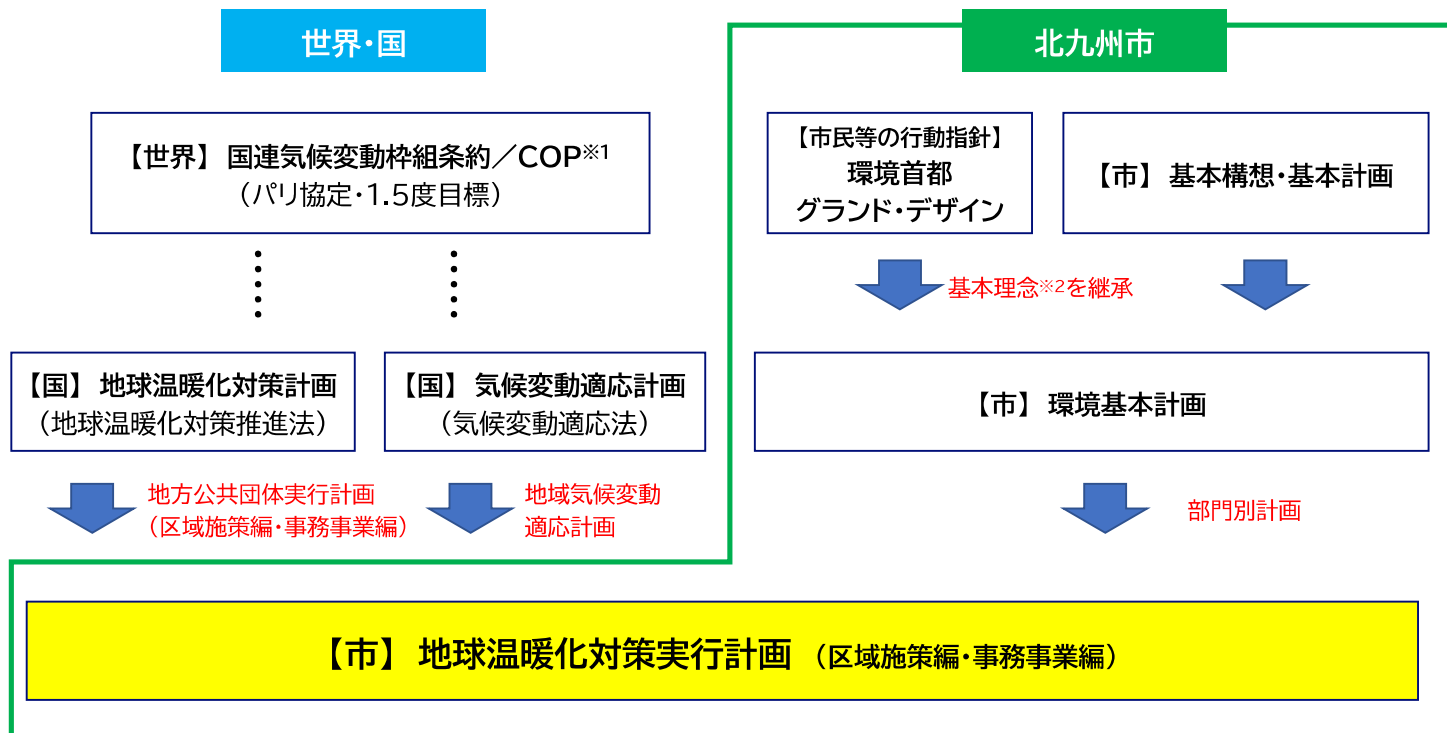 世界・国
【世界】 国連気候変動枠組条約／COP※1
（パリ協定・1.5度目標）
【国】 地球温暖化対策計画
（地球温暖化対策推進法）
【国】 気候変動適応計画
（気候変動適応法）
地方公共団体実行計画
（区域施策編・事務事業編）
地域気候変動
適応計画
北九州市
【市民等の行動指針】
環境首都
グランド・デザイン
【市】 基本構想・基本計画
基本理念※2を継承
【市】 環境基本計画
部門別計画
【市】 地球温暖化対策実行計画 （区域施策編・事務事業編）